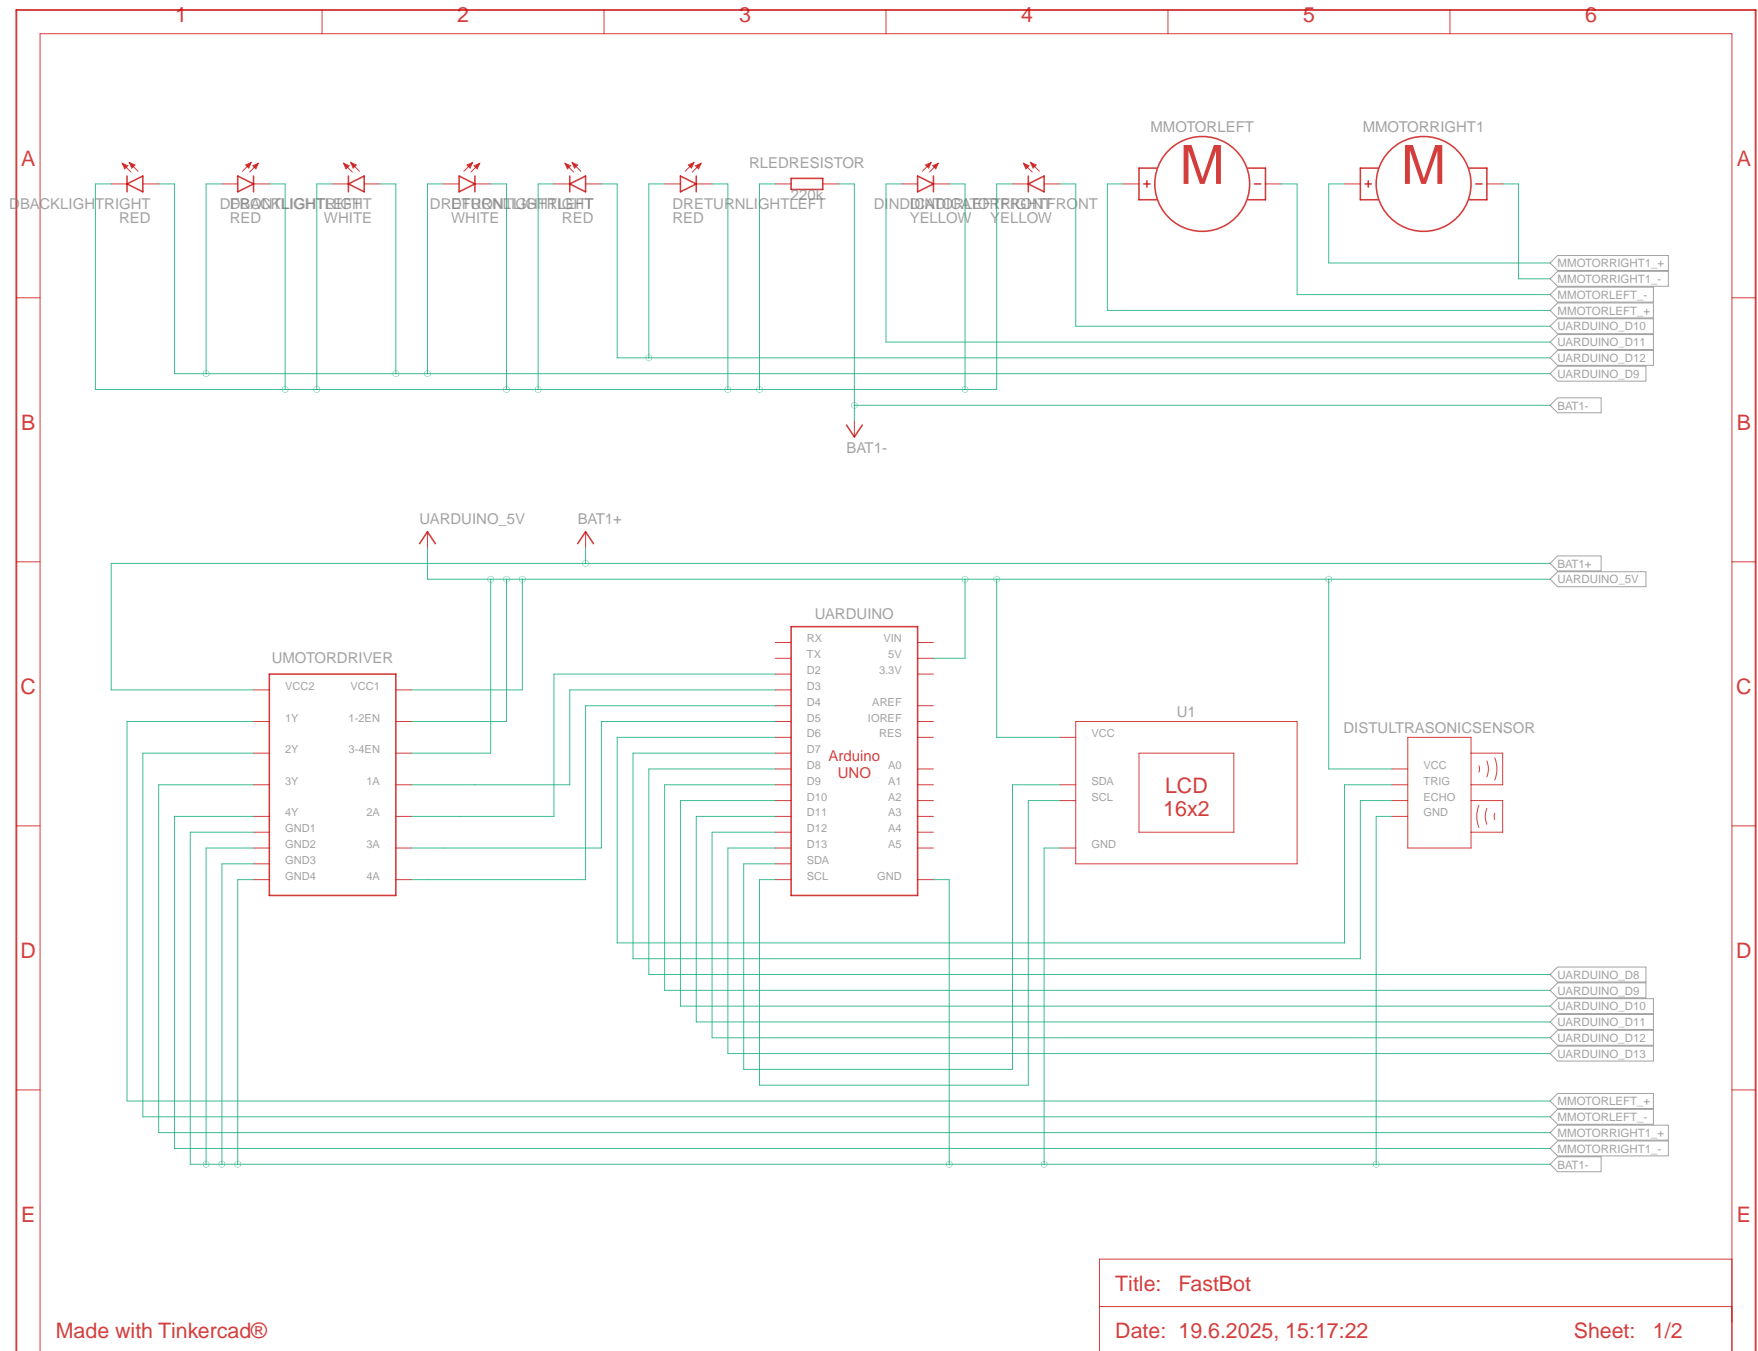 1 2 3 4 5 6
A A
MMOTORLEFT MMOTORRIGHT1
M M
+ - + -
RLEDRESISTOR
220k
DBACKLIGHTRIGHT
RED
RED
WHITE
WHITE
RED
DRETURNLIGHTLEFT
RED
YELLOW
YELLOW
MMOTORRIGHT1_+
MMOTORRIGHT1_-
MMOTORLEFT_-
MMOTORLEFT_+
UARDUINO_D10
UARDUINO_D11
UARDUINO_D12
UARDUINO_D9
BAT1-
B B
BAT1-
UARDUINO_5V BAT1+
BAT1+
UARDUINO_5V
C C
UMOTORDRIVER
VCC2 VCC1
1Y 1-2EN
2Y 3-4EN
3Y 1A
4Y 2A
GND1
GND2 3A
GND3
GND4 4A
UARDUINO
RX VIN
TX 5V
D2 3.3V
D3
D4 AREF
D5 IOREF
D6 RES
D7
D8 A0
D9 A1
D10 A2
D11 A3
D12 A4
D13 A5
SDA
SCL GND
Arduino
UNO
U1
VCC
SDA
SCL
GND
LCD
16x2
DISTULTRASONICSENSOR
VCC
TRIG
ECHO
GND
D D
UARDUINO_D8
UARDUINO_D9
UARDUINO_D10
UARDUINO_D11
UARDUINO_D12
UARDUINO_D13
MMOTORLEFT_+
MMOTORLEFT_-
MMOTORRIGHT1_+
MMOTORRIGHT1_-
BAT1-
E E
Title: FastBot
Made with Tinkercad®
Date: 19.6.2025, 15:17:22 Sheet: 1/2